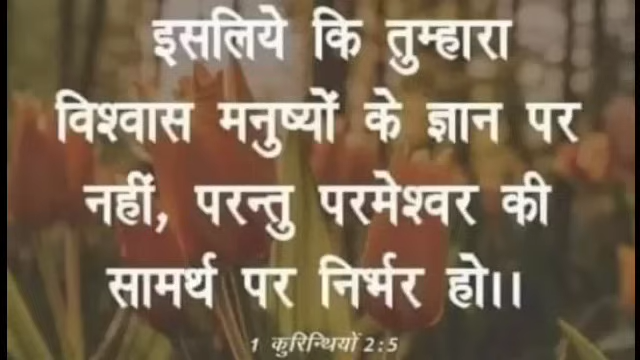 इसलिये कि तुम्हारा
विश्वास मनुष्यों के ज्ञान पर
नहीं, परन्तु परमेश्वर की
सामर्थ पर निर्भर हो।।
1 कुरिन्थियों 2:5